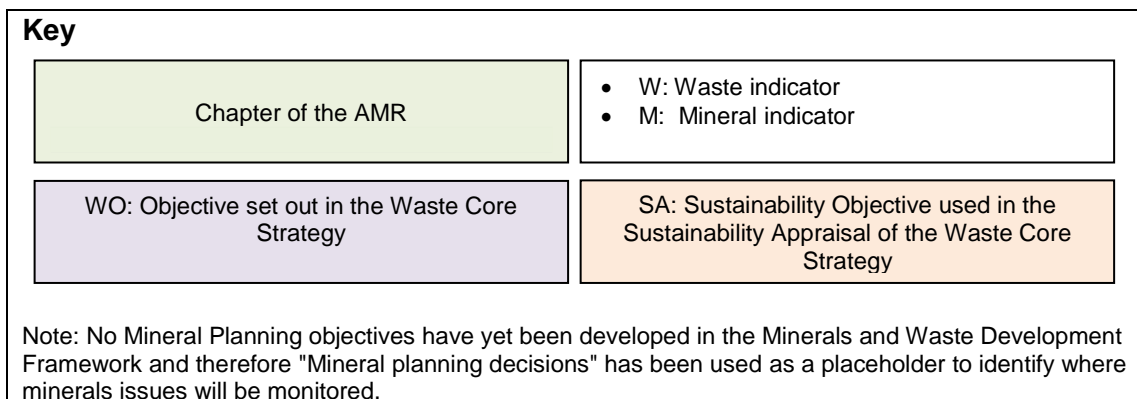 Key
Chapter of the AMR
• W: Waste indicator
• M: Mineral indicator
WO: Objective set out in the Waste Core
Strategy
SA: Sustainability Objective used in the
Sustainability Appraisal of the Waste Core
Strategy
Note: No Mineral Planning objectives have yet been developed in the Minerals and Waste Development
Framework and therefore "Mineral planning decisions" has been used as a placeholder to identify where
minerals issues will be monitored.